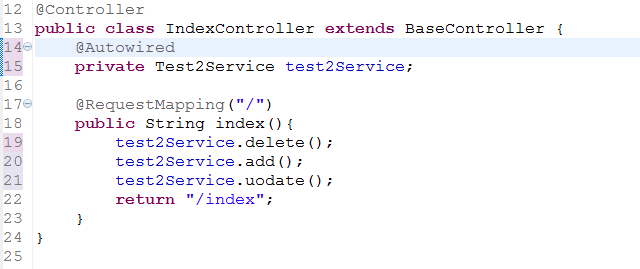 12 @Controller
13 public class IndexController extends BaseController {
14 @Autowired
15 private Test2Service test2Service;
16
17 @RequestMapping("/")
18 public String index(){
19 test2Service.delete();
20 test2Service.add();
21 test2Service.uodate();
22 return "/index";
23 }
24 }
25